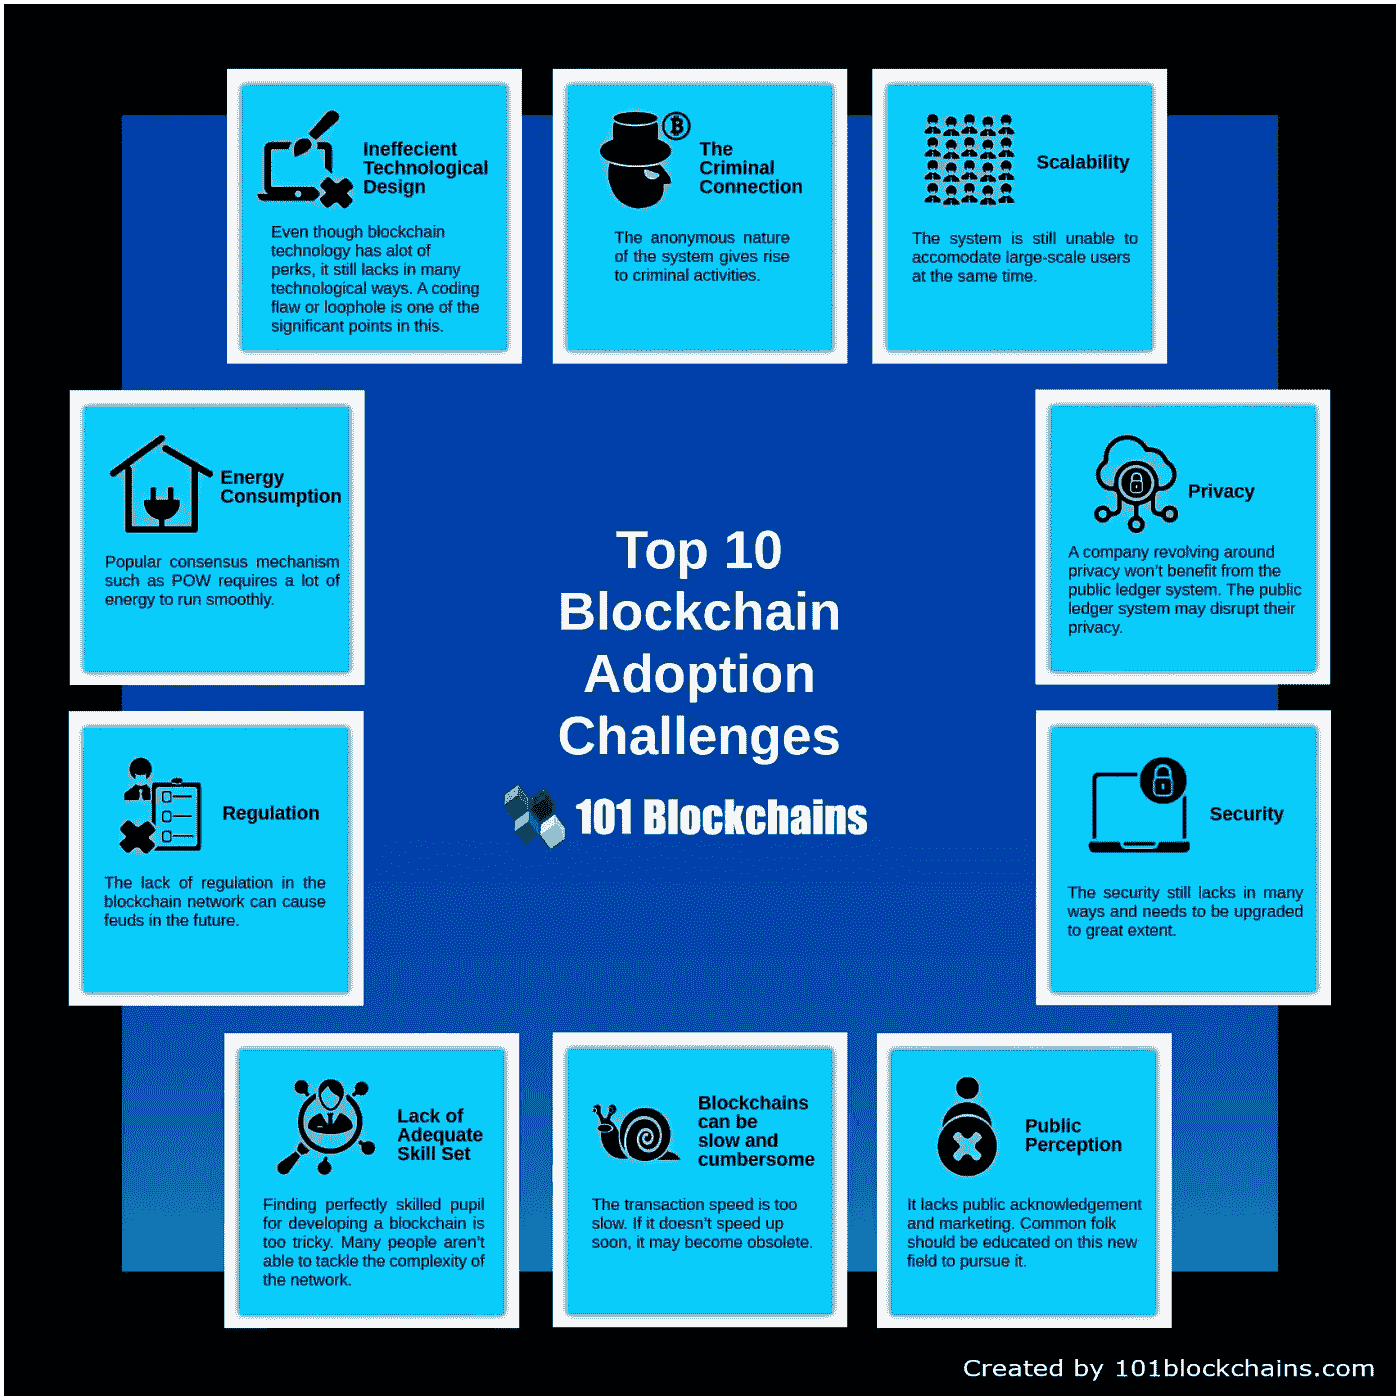 Ineffecient
Technological
Design
Even though blockchain
technology has alot of
perks, it still lacks in many
technological ways. A coding
flaw or loophole is one of the
significant points in this.
The
Criminal
Connection
The anonymous nature
of the system gives rise
to criminal activities.
Scalability
The system is still unable to
accomodate large-scale users
at the same time.
Energy
Consumption
Popular consensus mechanism
such as POW requires a lot of
energy to run smoothly.
Privacy
A company revolving around
privacy won't benefit from the
public ledger system. The public
ledger system may disrupt their
privacy.
Top 10
Blockchain
Adoption
Challenges
101 Blockchains
Regulation
The lack of regulation in the
blockchain network can cause
feuds in the future.
Security
The security still lacks in many
ways and needs to be upgraded
to great extent.
Lack of
Adequate
Skill Set
Finding perfectly skilled pupil
for developing a blockchain is
too tricky. Many people aren't
able to tackle the complexity of
the network.
Blockchains
can be
slow and
cumbersome
The transaction speed is too
slow. If it doesn't speed up
soon, it may become obsolete.
Public
Perception
It lacks public acknowledgement
and marketing. Common folk
should be educated on this new
field to pursue it.
Created by 101blockchains.com